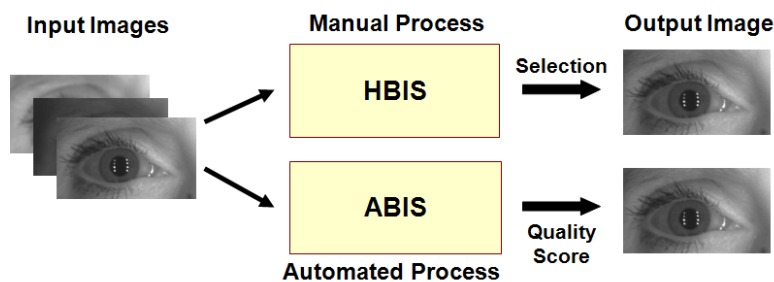 Input Images
Manual Process
Output Image
HBIS
Selection
ABIS
Quality
Score
Automated Process